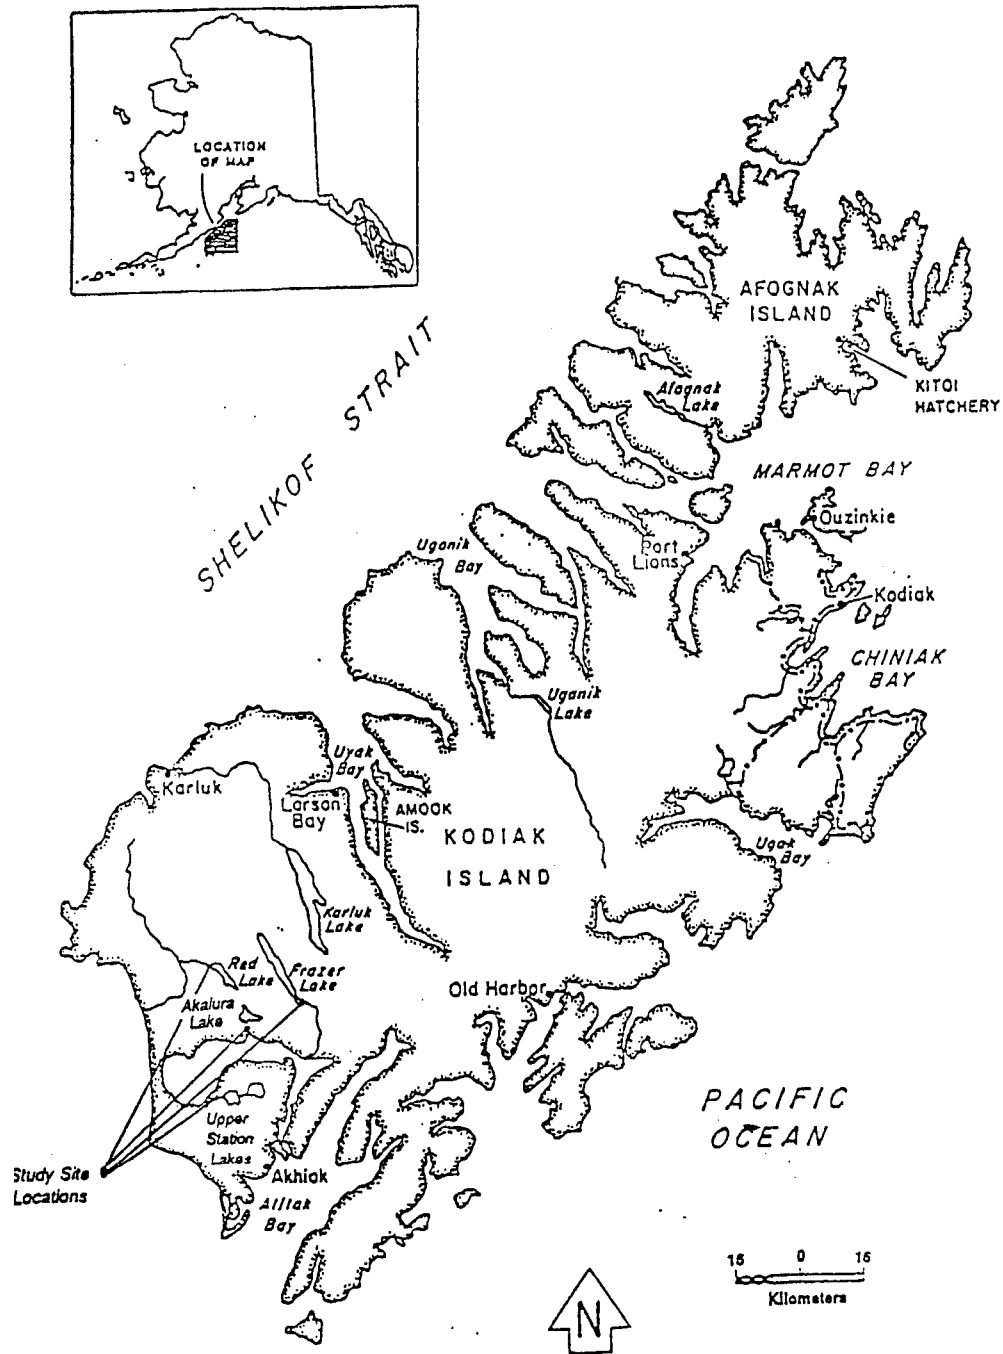 LOCATION
OF MAP
SHELIKOF STRAIT
AFOGNAK
ISLAND
KITOI
HATCHERY
Afognak
Lake
MARMOT BAY
Ouzinkie
Port
Lions
Uganik
Bay
Kodiak
CHINIAK
BAY
Uganik
Lake
Uyak
Bay
Karluk
Larson
Bay
AMOOK
IS.
KODIAK
ISLAND
Ugak
Bay
Karluk
Lake
Red
Lake
Frazer
Lake
Old Harbor
Akalura
Lake
PACIFIC
OCEAN
Upper
Station
Lakes
Study Site
Locations
Akhiok
Alitak
Bay
15 0 15
Kilometers
N